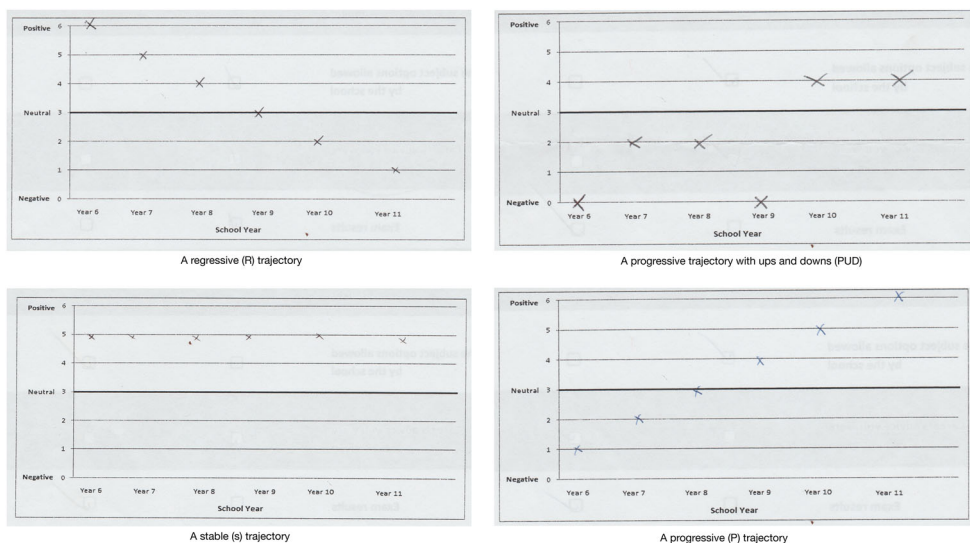 Positive 6
5
4
Neutral 3
2
1
Negative 0
Year 6 Year 7 Year 8 Year 9 Year 10 Year 11
School Year
A regressive (R) trajectory
Positive 6
5
4
Neutral 3
2
1
Negative 0
Year 6 Year 7 Year 8 Year 9 Year 10 Year 11
School Year
A progressive trajectory with ups and downs (PUD)
Positive 6
5
4
Neutral 3
2
1
Negative 0
Year 6 Year 7 Year 8 Year 9 Year 10 Year 11
School Year
A stable (s) trajectory
Positive 6
5
4
Neutral 3
2
1
Negative 0
Year 6 Year 7 Year 8 Year 9 Year 10 Year 11
School Year
A progressive (P) trajectory